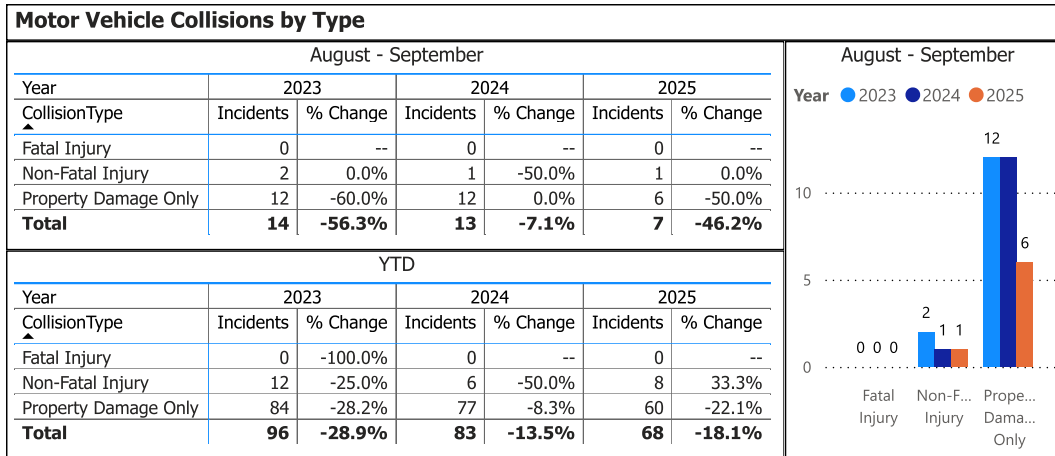 Motor Vehicle Collisions by Type
August - September
Year 2023 2024 2025
CollisionType Incidents % Change Incidents % Change Incidents % Change
Fatal Injury 0 -- 0 -- 0 --
Non-Fatal Injury 2 0.0% 1 -50.0% 1 0.0%
Property Damage Only 12 -60.0% 12 0.0% 6 -50.0%
Total 14 -56.3% 13 -7.1% 7 -46.2%
YTD
Year 2023 2024 2025
CollisionType Incidents % Change Incidents % Change Incidents % Change
Fatal Injury 0 -100.0% 0 -- 0 --
Non-Fatal Injury 12 -25.0% 6 -50.0% 8 33.3%
Property Damage Only 84 -28.2% 77 -8.3% 60 -22.1%
Total 96 -28.9% 83 -13.5% 68 -18.1%
August - September
Year 2023 2024 2025
12
10
6
5
2
1 1
0 0 0
0
Fatal Non-F... Prope...
Injury Injury Dama...
Only